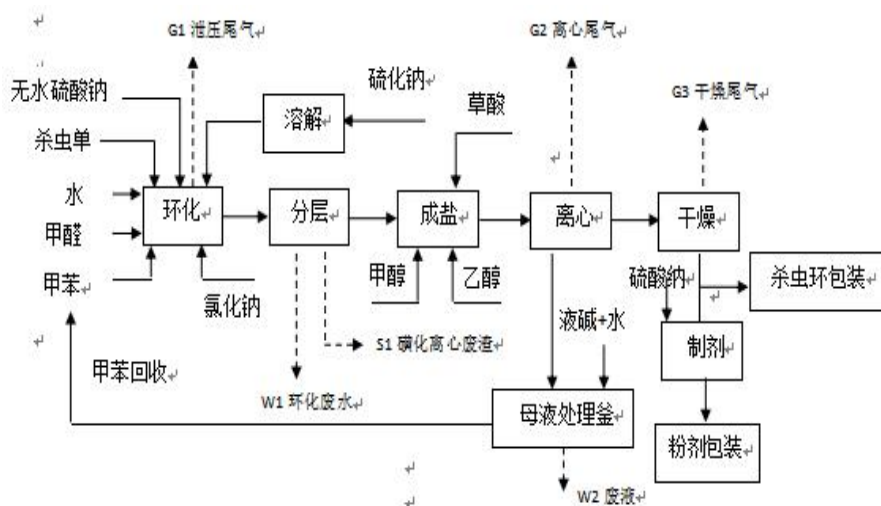 G1 泄压尾气
G2 离心尾气
G3 干燥尾气
无水硫酸钠
硫化钠
草酸
溶解
杀虫单
水
环化
分层
成盐
离心
干燥
甲醛
甲苯
氯化钠
甲醇
乙醇
硫酸钠
杀虫环包装
液碱+水
制剂
S1 磺化离心废渣
甲苯回收
W1 环化废水
母液处理釜
粉剂包装
W2 废液